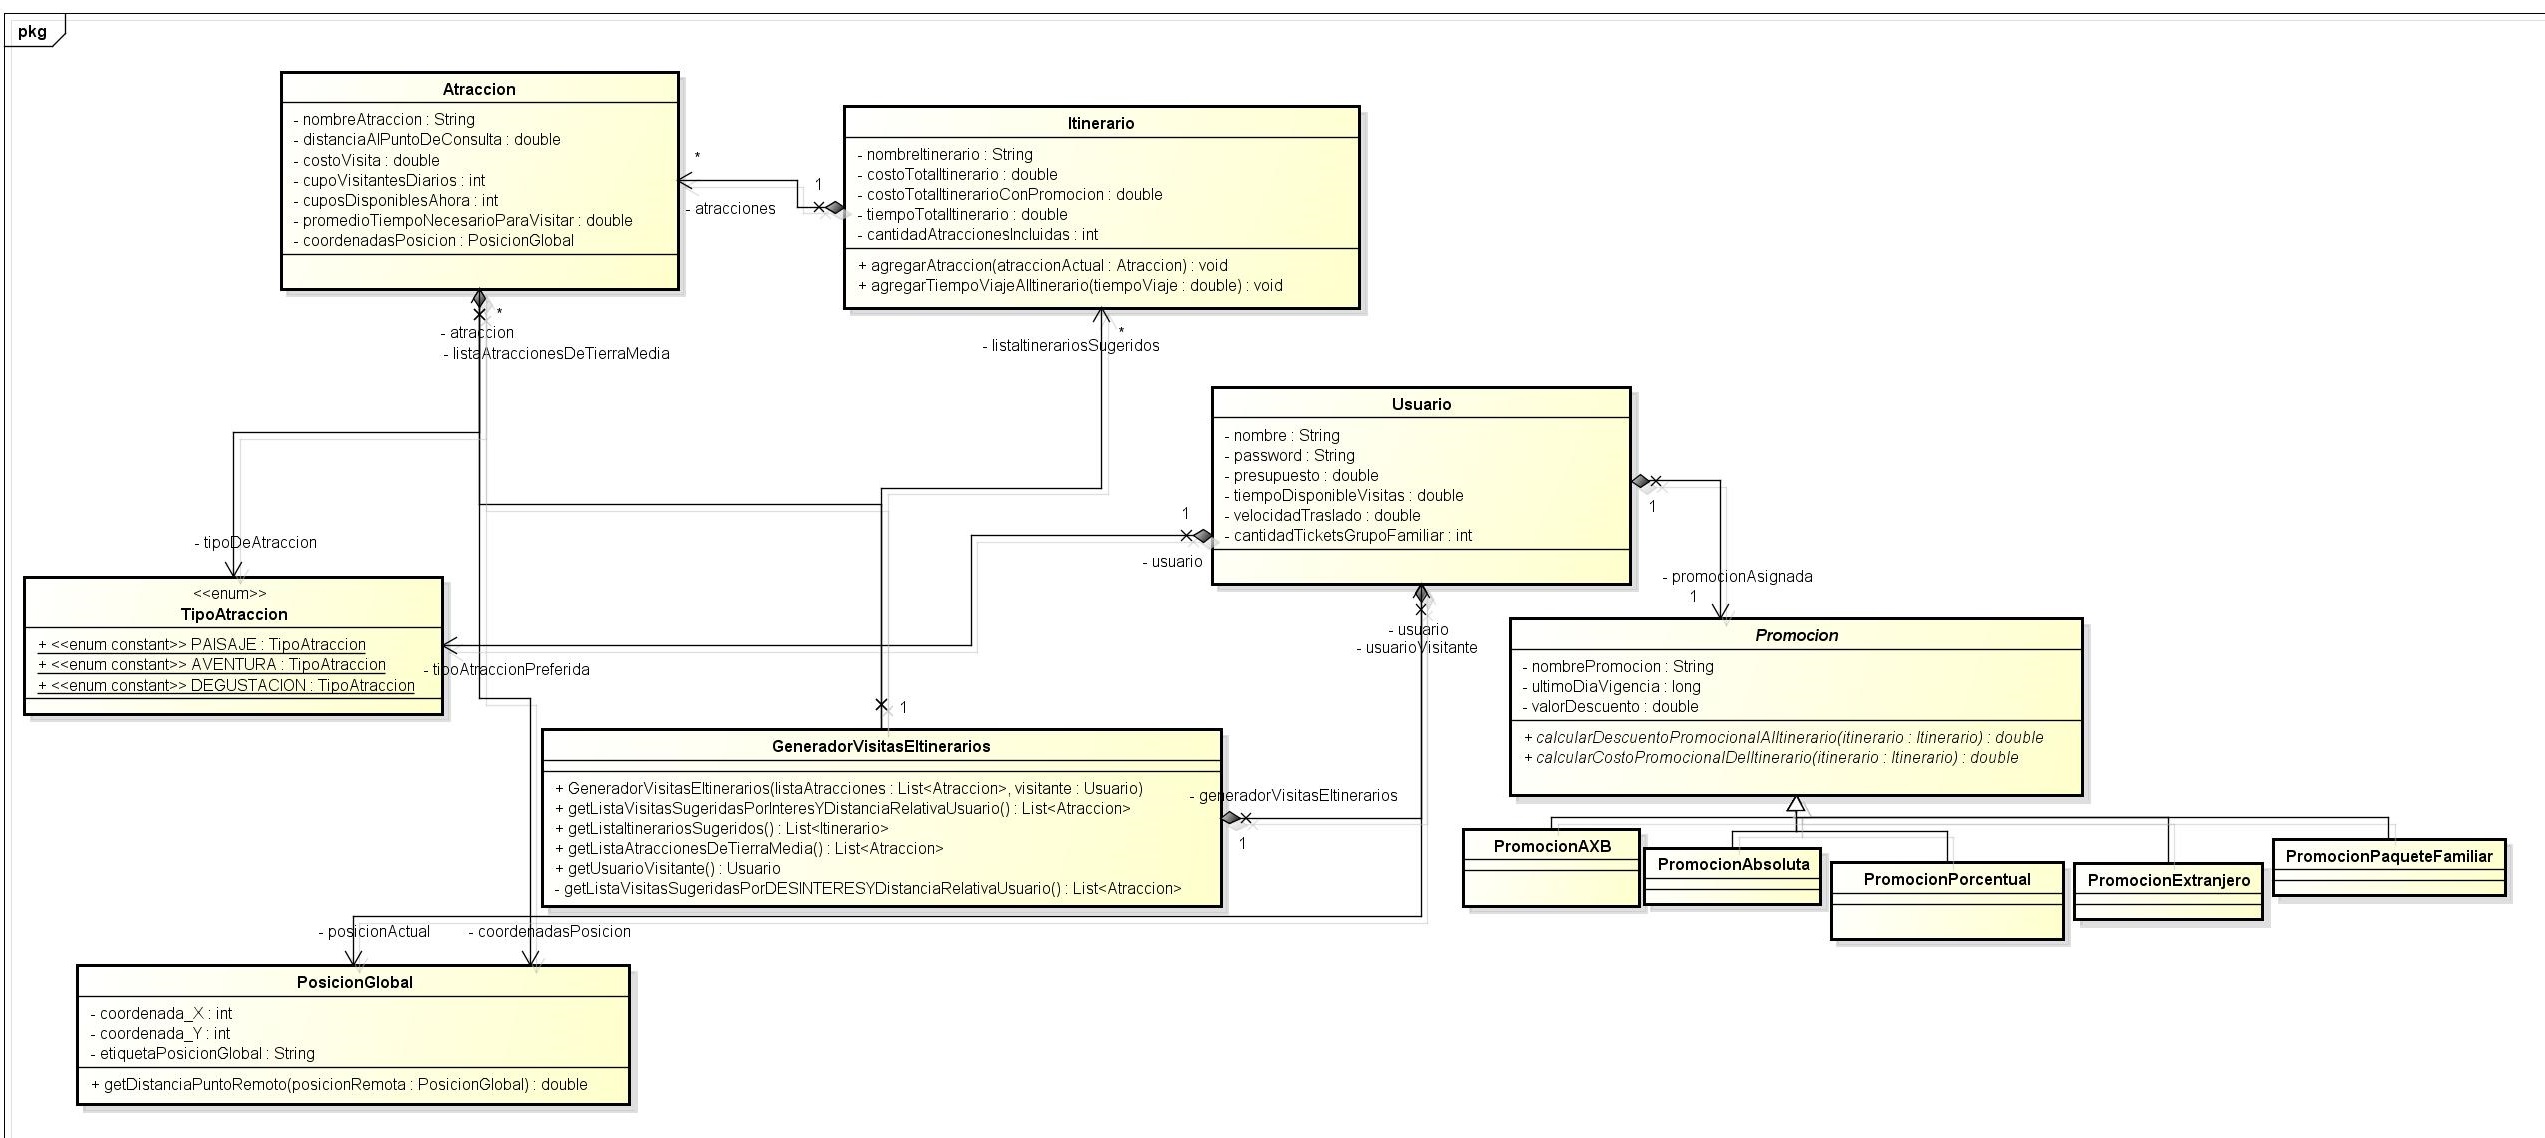 pkg
Atraccion
- nombreAtraccion : String
- distanciaAlPuntoDeConsulta : double
- costoVisita : double
- cupoVisitantesDiarios : int
- cuposDisponiblesAhora : int
- promedioTiempoNecesarioParaVisitar : double
- coordenadasPosicion : PosicionGlobal
*
1
- atracciones
Itinerario
- nombreItinerario : String
- costoTotalItinerario : double
- costoTotalItinerarioConPromocion : double
- tiempoTotalItinerario : double
- cantidadAtraccionesIncluidas : int
+ agregarAtraccion(atraccionActual : Atraccion) : void
+ agregarTiempoViajeAlItinerario(tiempoViaje : double) : void
*
- atraccion
- listaAtraccionesDeTierraMedia
*
- listaItinerariosSugeridos
Usuario
- nombre : String
- password : String
- presupuesto : double
- tiempoDisponibleVisitas : double
- velocidadTraslado : double
- cantidadTicketsGrupoFamiliar : int
1
1
- usuario
- tipoDeAtraccion
- promocionAsignada
1
<<enum>>
TipoAtraccion
+ <<enum constant>> PAISAJE : TipoAtraccion
+ <<enum constant>> AVENTURA : TipoAtraccion
+ <<enum constant>> DEGUSTACION : TipoAtraccion
- tipoAtraccionPreferida
- usuario
- usuarioVisitante
Promocion
- nombrePromocion : String
- ultimoDiaVigencia : long
- valorDescuento : double
+ calcularDescuentoPromocionalAlItinerario(itinerario : Itinerario) : double
+ calcularCostoPromocionalDelItinerario(itinerario : Itinerario) : double
1
GeneradorVisitasEItinerarios
+ GeneradorVisitasEItinerarios(listaAtracciones : List<Atraccion>, visitante : Usuario)
+ getListaVisitasSugeridasPorInteresYDistanciaRelativaUsuario() : List<Atraccion>
+ getListaItinerariosSugeridos() : List<Itinerario>
+ getListaAtraccionesDeTierraMedia() : List<Atraccion>
+ getUsuarioVisitante() : Usuario
- getListaVisitasSugeridasPorDESINTERESYDistanciaRelativaUsuario() : List<Atraccion>
- generadorVisitasEItinerarios
1
PromocionAXB
PromocionAbsoluta
PromocionPorcentual
PromocionExtranjero
PromocionPaqueteFamiliar
- posicionActual
- coordenadasPosicion
PosicionGlobal
- coordenada_X : int
- coordenada_Y : int
- etiquetaPosicionGlobal : String
+ getDistanciaPuntoRemoto(posicionRemota : PosicionGlobal) : double